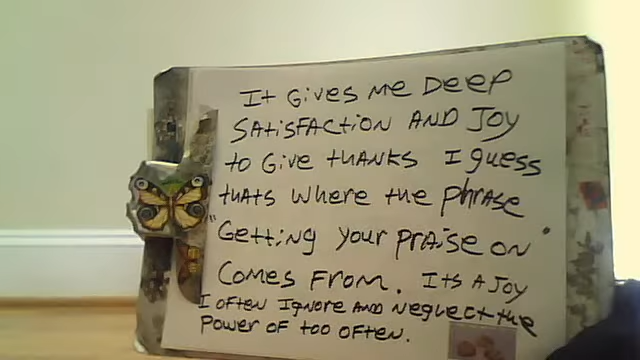 It gives me Deep
SAtisfACtion AND Joy
to Give tHANKS I guess
tHAts where the pHrAse
"Getting your prAise on"
Comes From. Its A Joy
I often Ignore AND Neglect the
power of too often.